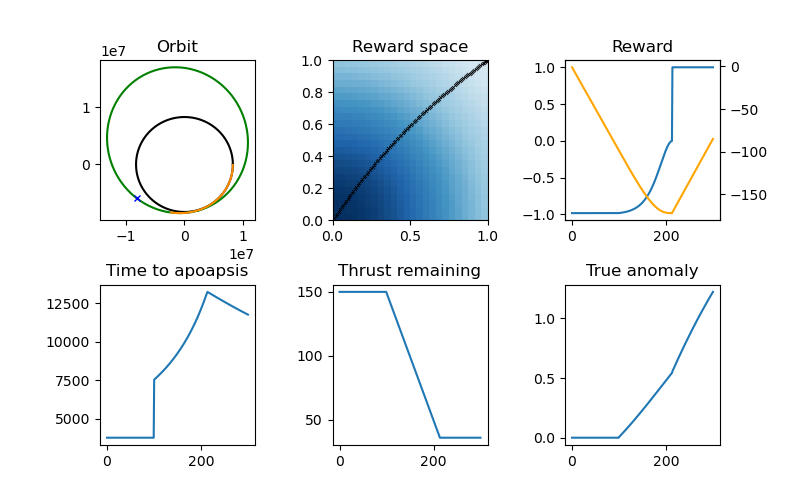 Orbit
1e7
1
0
−1 0 1
1e7
Reward space
1.0
0.8
0.6
0.4
0.2
0.0
0.0 0.5 1.0
Reward
1.0 0
0.5 −50
0.0
−0.5 −100
−1.0 −150
0 200
Time to apoapsis
12500
10000
7500
5000
0 200
Thrust remaining
150
100
50
0 200
True anomaly
1.0
0.5
0.0
0 200